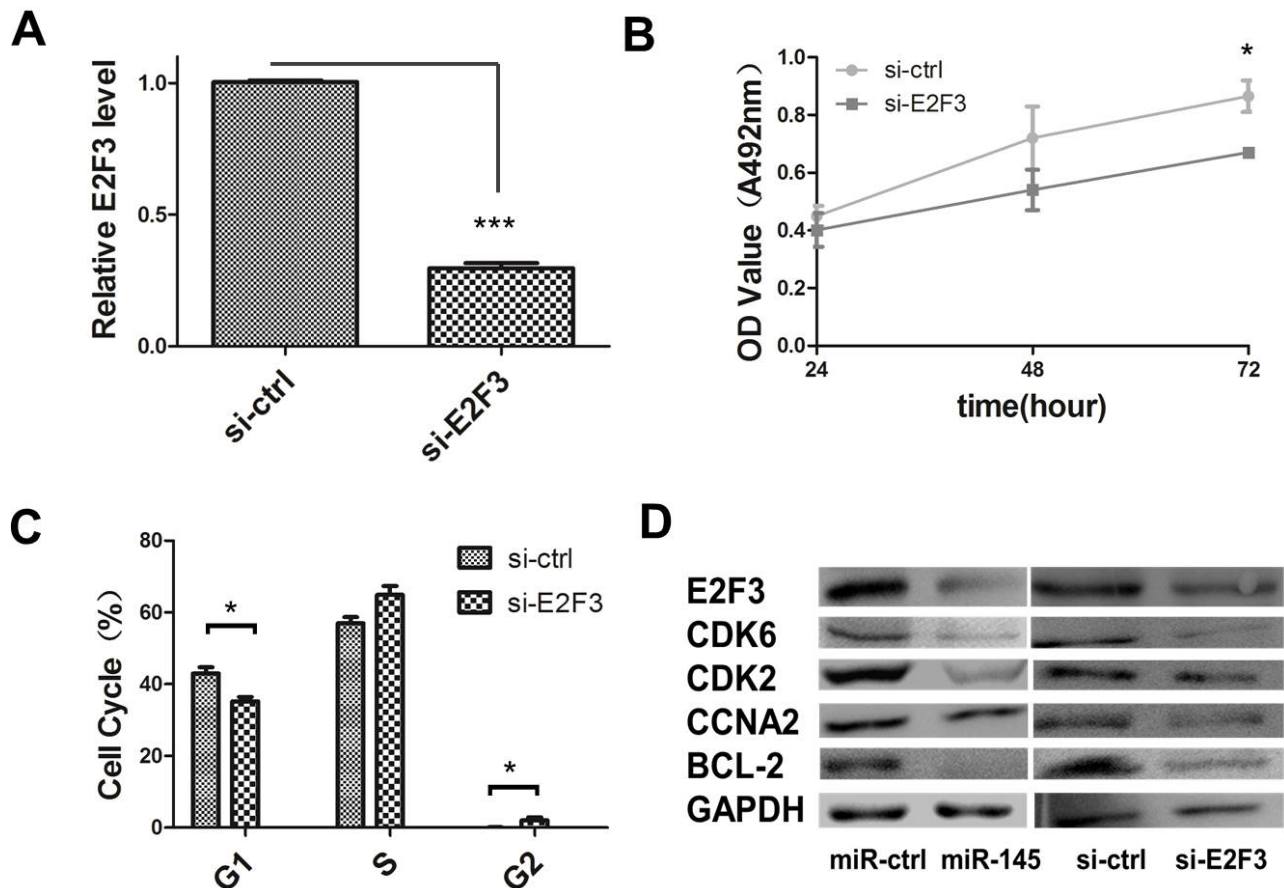 A
Relative E2F3 level
1.0
0.5
0.0
***
si-ctrl
si-E2F3
B
OD Value（A492nm）
1.0
0.8
0.6
0.4
0.2
0.0
si-ctrl
si-E2F3
*
24
48
72
time(hour)
C
Cell Cycle（%）
80
60
40
20
0
si-ctrl
si-E2F3
*
*
G1
S
G2
D
E2F3
CDK6
CDK2
CCNA2
BCL-2
GAPDH
miR-ctrl miR-145 si-ctrl si-E2F3